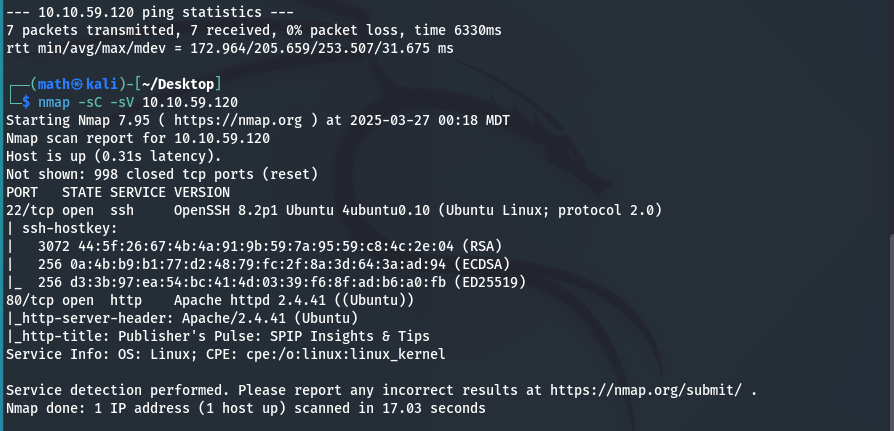 --- 10.10.59.120 ping statistics ---
7 packets transmitted, 7 received, 0% packet loss, time 6330ms
rtt min/avg/max/mdev = 172.964/205.659/253.507/31.675 ms

┌──(math㉿kali)-[~/Desktop]
└─$ nmap -sC -sV 10.10.59.120
Starting Nmap 7.95 ( https://nmap.org ) at 2025-03-27 00:18 MDT
Nmap scan report for 10.10.59.120
Host is up (0.31s latency).
Not shown: 998 closed tcp ports (reset)
PORT   STATE SERVICE VERSION
22/tcp open  ssh     OpenSSH 8.2p1 Ubuntu 4ubuntu0.10 (Ubuntu Linux; protocol 2.0)
| ssh-hostkey:
|   3072 44:5f:26:67:4b:4a:91:9b:59:7a:95:59:c8:4c:2e:04 (RSA)
|   256 0a:4b:b9:b1:77:d2:48:79:fc:2f:8a:3d:64:3a:ad:94 (ECDSA)
|_  256 d3:3b:97:ea:54:bc:41:4d:03:39:f6:8f:ad:b6:a0:fb (ED25519)
80/tcp open  http    Apache httpd 2.4.41 ((Ubuntu))
|_http-server-header: Apache/2.4.41 (Ubuntu)
|_http-title: Publisher's Pulse: SPIP Insights & Tips
Service Info: OS: Linux; CPE: cpe:/o:linux:linux_kernel

Service detection performed. Please report any incorrect results at https://nmap.org/submit/ .
Nmap done: 1 IP address (1 host up) scanned in 17.03 seconds